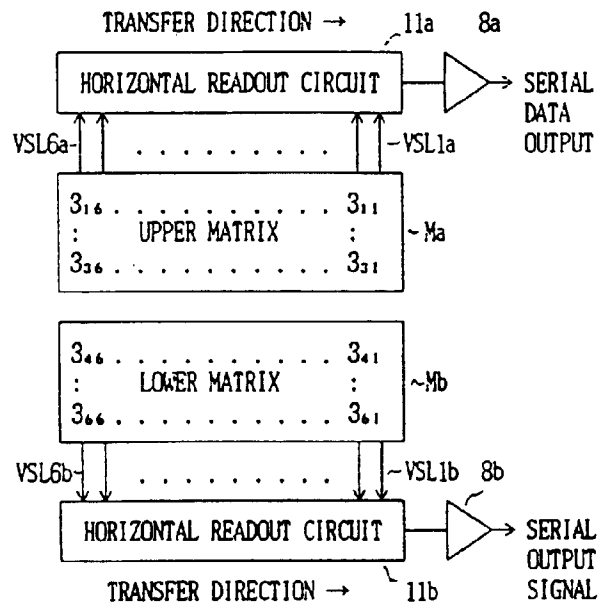 TRANSFER DIRECTION →
11a
8a
HORIZONTAL READOUT CIRCUIT
SERIAL
DATA
OUTPUT
VSL6a
. . . . . . . . .
VSL1a
3₁₆ . . . . . . . . . . 3₁₁
: UPPER MATRIX :
3₃₆ . . . . . . . . . . 3₃₁
~Ma
3₄₆ . . . . . . . . . . 3₄₁
: LOWER MATRIX :
3₆₆ . . . . . . . . . . 3₆₁
~Mb
VSL6b
. . . . . . . . .
VSL1b
8b
HORIZONTAL READOUT CIRCUIT
SERIAL
OUTPUT
SIGNAL
TRANSFER DIRECTION →
11b